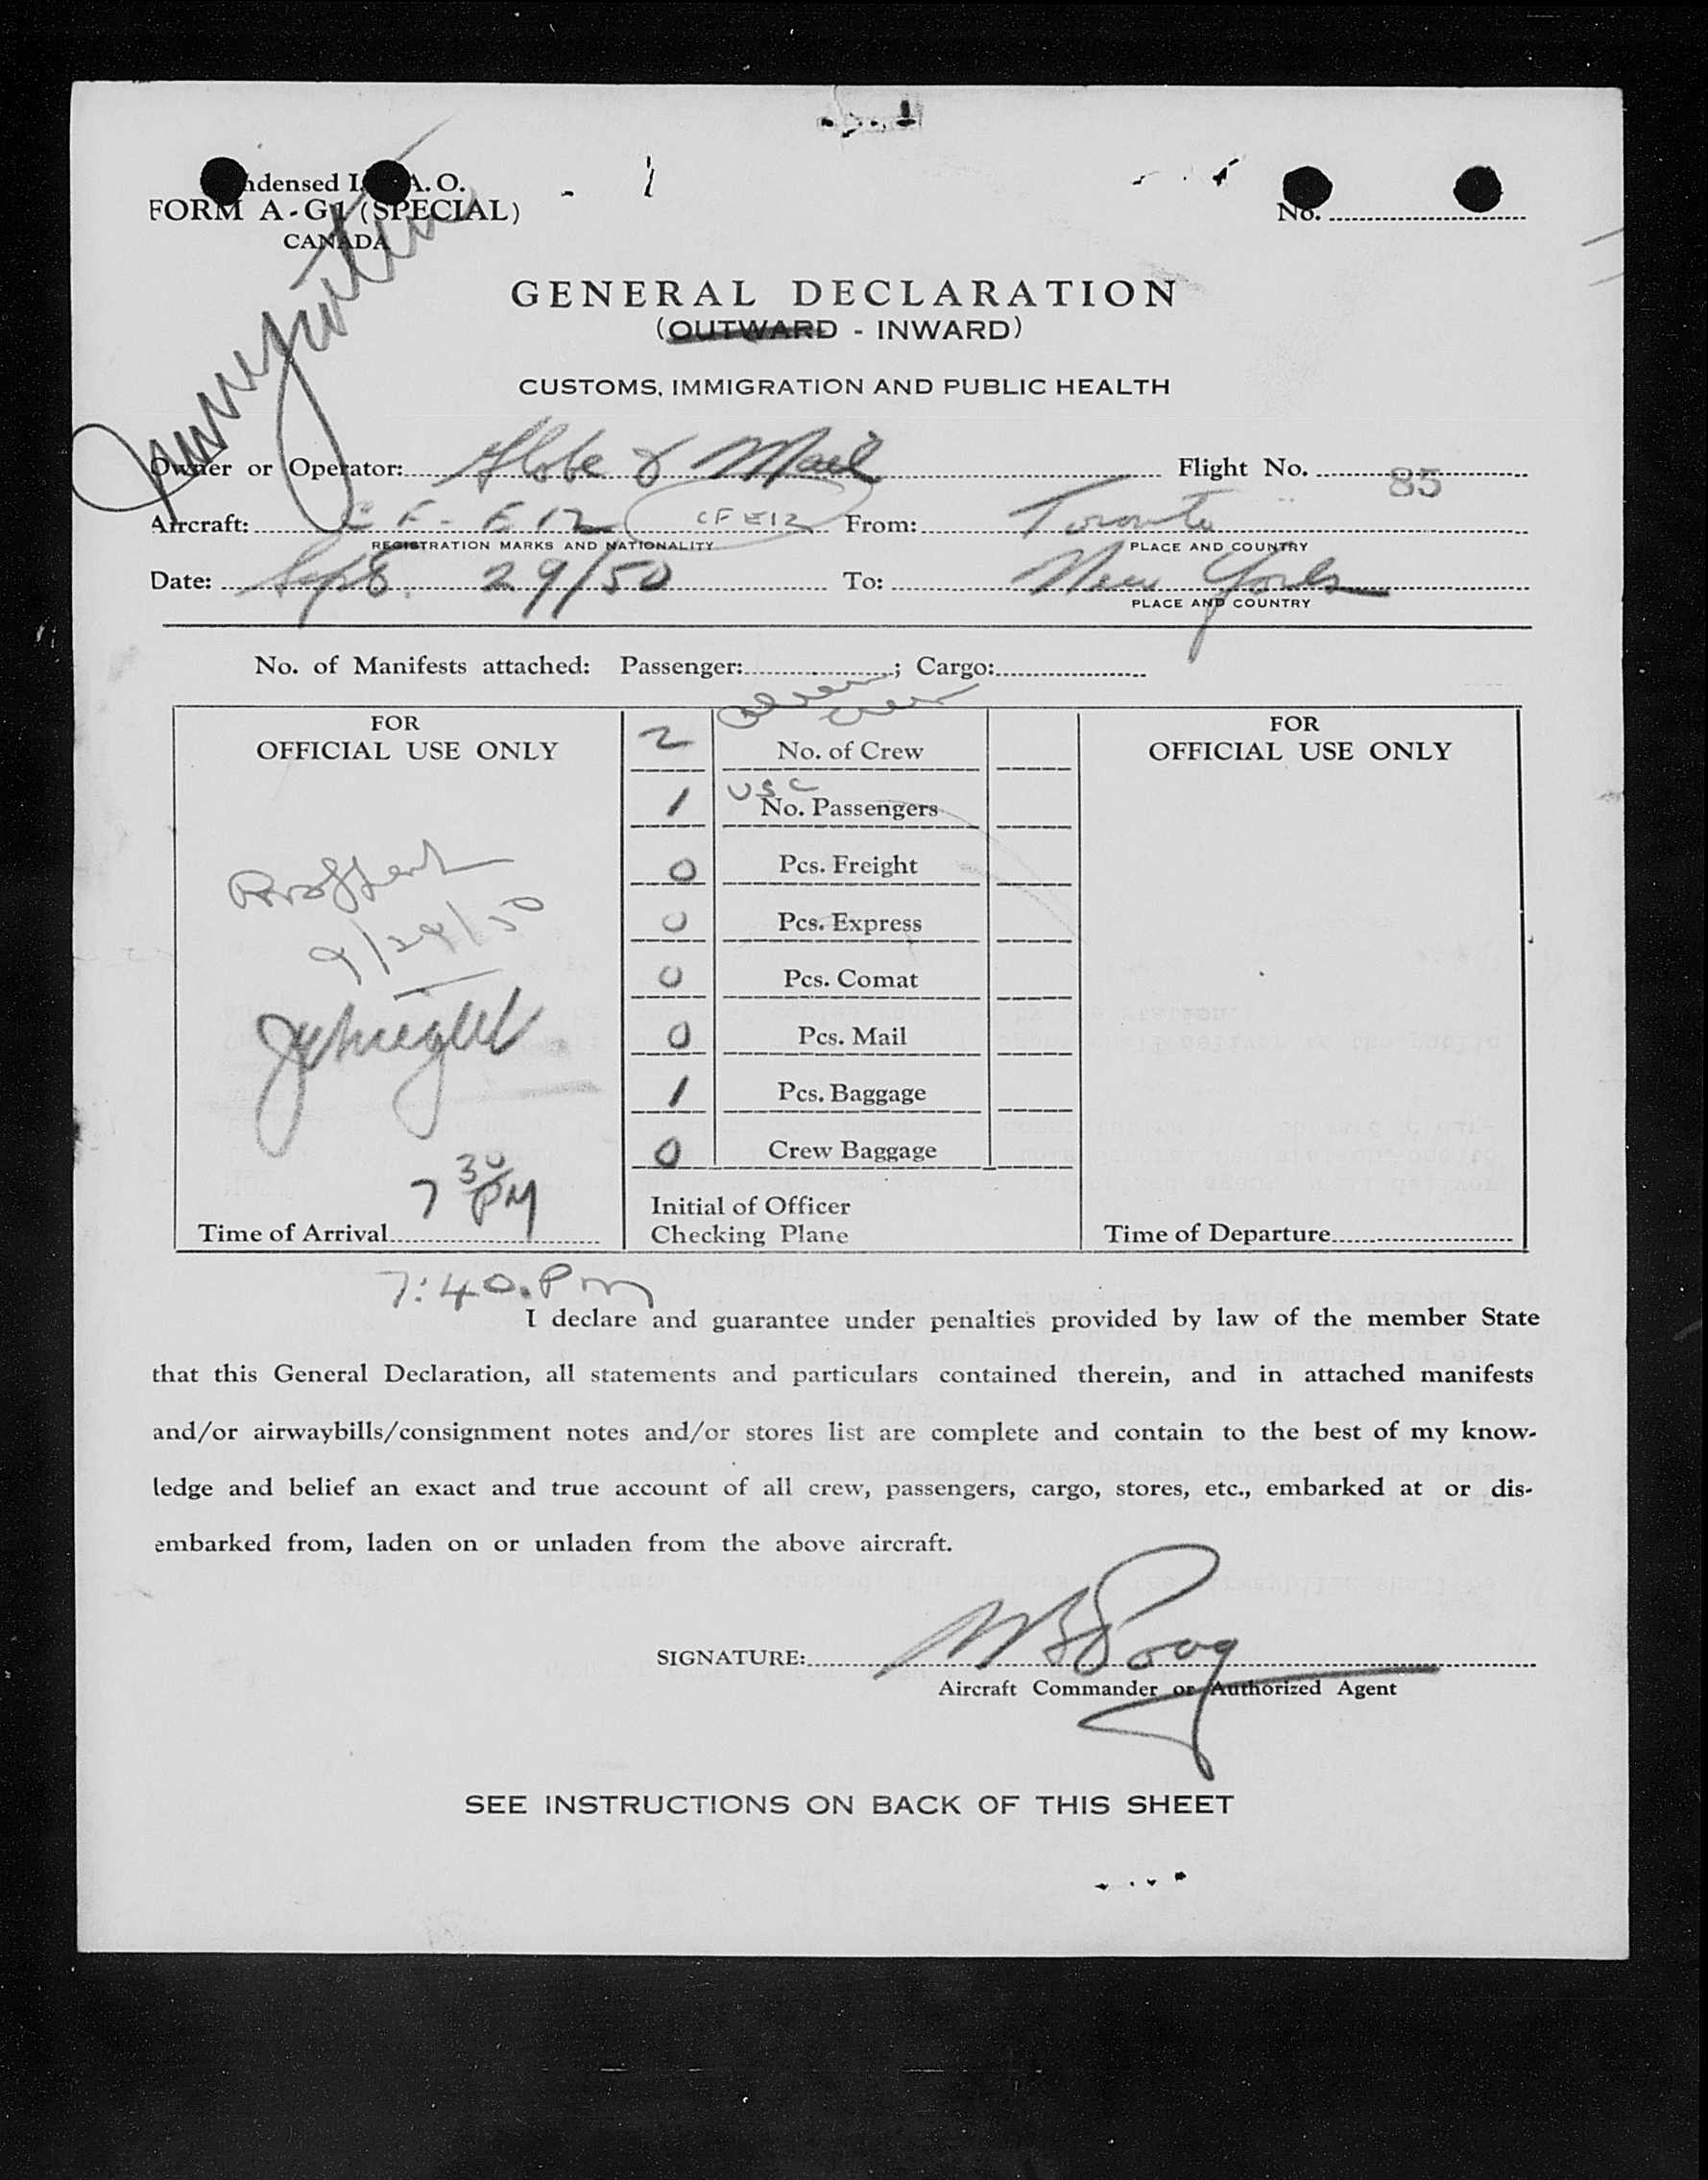 ndensed I. A. O.
FORM A-G1 (SPECIAL)
CANADA
No.
Immigration
GENERAL DECLARATION
(OUTWARD - INWARD)
CUSTOMS, IMMIGRATION AND PUBLIC HEALTH
Owner or Operator: Globe & Mail Flight No. 85
Aircraft: CF-E12 CF E12 From: Toronto
REGISTRATION MARKS AND NATIONALITY PLACE AND COUNTRY
Date: Sept 29/50 To: New York
PLACE AND COUNTRY
No. of Manifests attached: Passenger: ; Cargo:
FOR
OFFICIAL USE ONLY
9/29/50
7 30 PM
Time of Arrival
2 No. of Crew
1 USC No. Passengers
0 Pcs. Freight
0 Pcs. Express
0 Pcs. Comat
0 Pcs. Mail
1 Pcs. Baggage
0 Crew Baggage
Initial of Officer
Checking Plane
FOR
OFFICIAL USE ONLY
Time of Departure
7:40. Pm
I declare and guarantee under penalties provided by law of the member State
that this General Declaration, all statements and particulars contained therein, and in attached manifests
and/or airwaybills/consignment notes and/or stores list are complete and contain to the best of my know-
ledge and belief an exact and true account of all crew, passengers, cargo, stores, etc., embarked at or dis-
embarked from, laden on or unladen from the above aircraft.
SIGNATURE:
Aircraft Commander or Authorized Agent
SEE INSTRUCTIONS ON BACK OF THIS SHEET